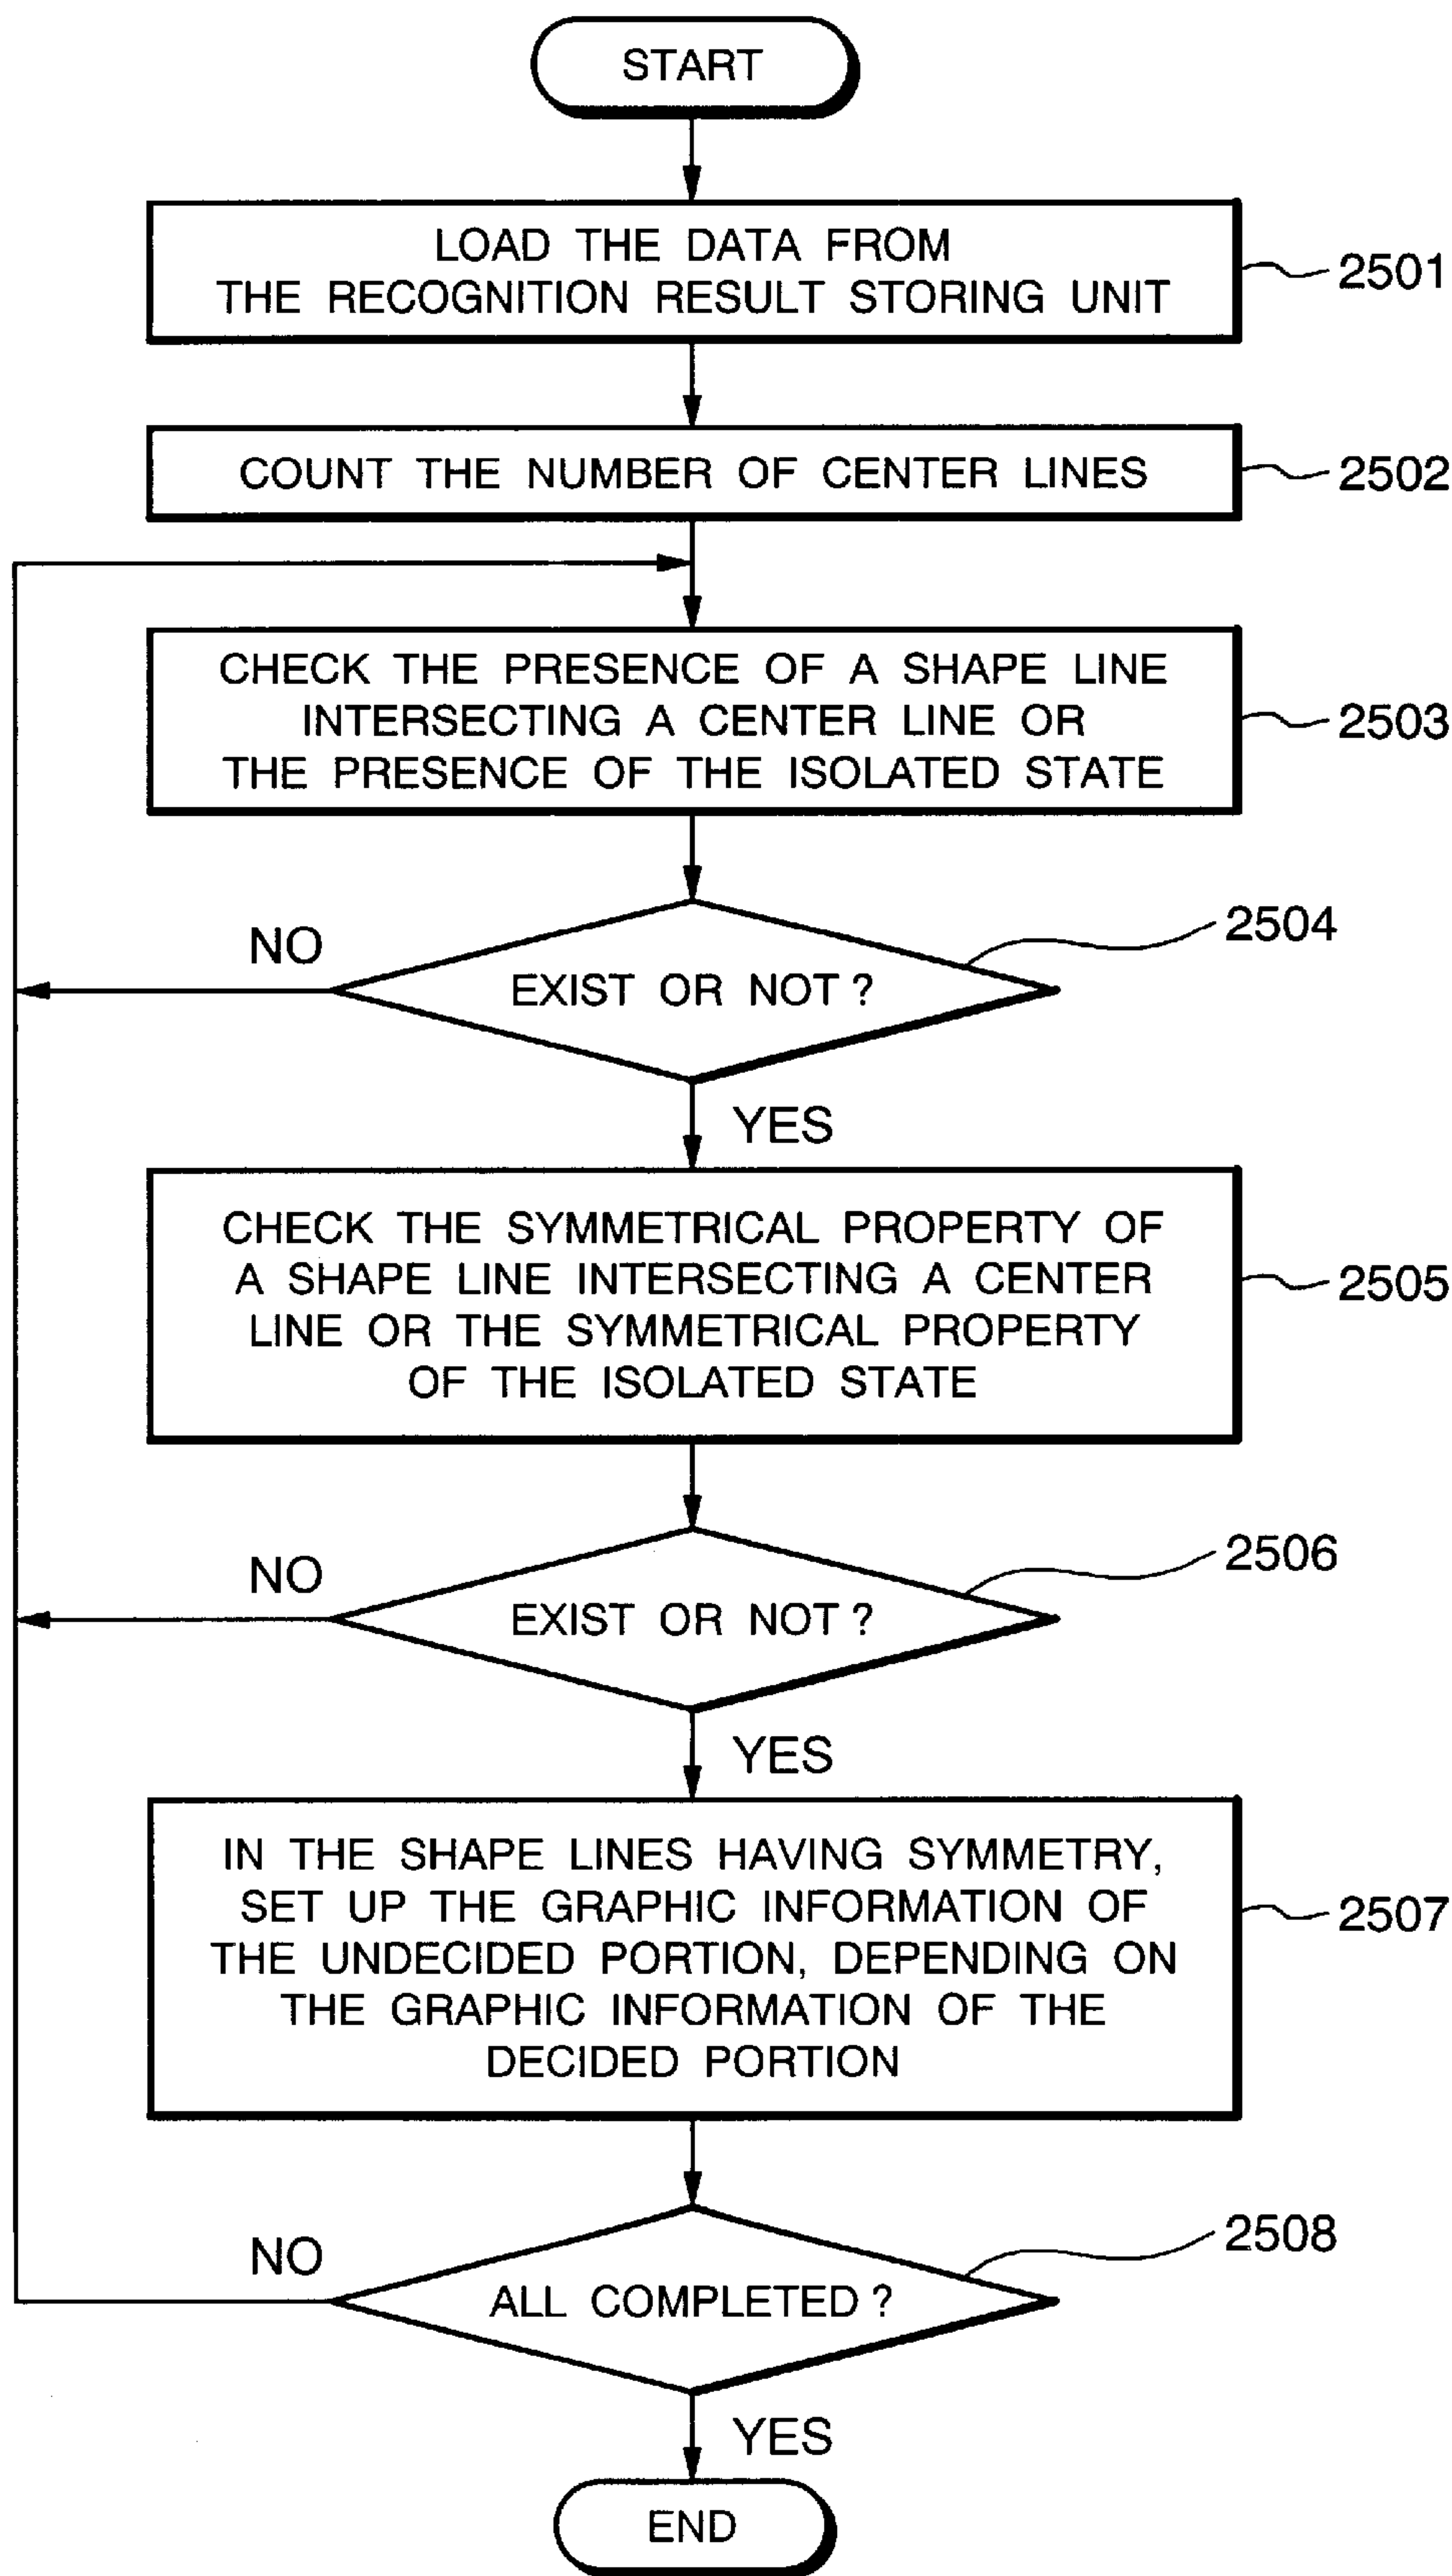 START
LOAD THE DATA FROM
THE RECOGNITION RESULT STORING UNIT
2501
COUNT THE NUMBER OF CENTER LINES
2502
CHECK THE PRESENCE OF A SHAPE LINE
INTERSECTING A CENTER LINE OR
THE PRESENCE OF THE ISOLATED STATE
2503
NO
EXIST OR NOT ?
2504
YES
CHECK THE SYMMETRICAL PROPERTY OF
A SHAPE LINE INTERSECTING A CENTER
LINE OR THE SYMMETRICAL PROPERTY
OF THE ISOLATED STATE
2505
NO
EXIST OR NOT ?
2506
YES
IN THE SHAPE LINES HAVING SYMMETRY,
SET UP THE GRAPHIC INFORMATION OF
THE UNDECIDED PORTION, DEPENDING ON
THE GRAPHIC INFORMATION OF THE
DECIDED PORTION
2507
NO
ALL COMPLETED ?
2508
YES
END